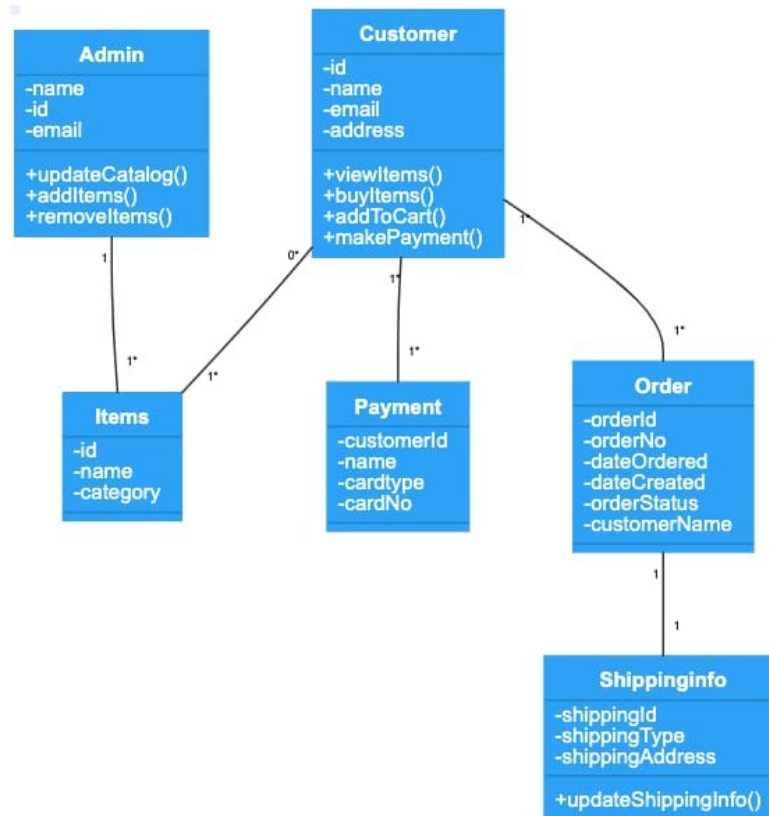 Admin
-name
-id
-email
+updateCatalog()
+addItems()
+removeItems()
Customer
-id
-name
-email
-address
+viewItems()
+buyItems()
+addToCart()
+makePayment()
1
1*
0*
1*
1*
1*
1*
1*
Items
-id
-name
-category
Payment
-customerId
-name
-cardtype
-cardNo
Order
-orderId
-orderNo
-dateOrdered
-dateCreated
-orderStatus
-customerName
1
1
Shippinginfo
-shippingId
-shippingType
-shippingAddress
+updateShippingInfo()